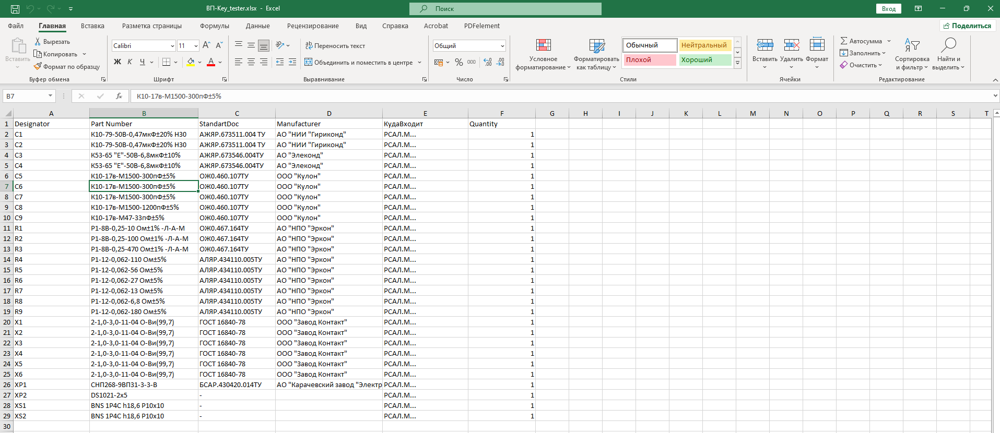 ВП-Key_tester.xlsx - Excel
Поиск
Вход
Файл Главная Вставка Разметка страницы Формулы Данные Рецензирование Вид Справка Acrobat PDFelement
Поделиться
Вставить
Вырезать
Копировать
Формат по образцу
Буфер обмена
Calibri 11
Ж К Ч
Шрифт
Переносить текст
Объединить и поместить в центре
Выравнивание
Общий
% 000
Число
Условное форматирование
Форматировать как таблицу
Обычный Нейтральный
Плохой Хороший
Стили
Вставить Удалить Формат
Ячейки
Автосумма
Заполнить
Очистить
Сортировка и фильтр
Найти и выделить
Редактирование
B7 fx К10-17в-М1500-300пФ±5%
A B C D E F G H I J K L M N O P Q R S T
1 Designator Part Number StandartDoc Manufacturer КудаВходит Quantity
2 C1 К10-79-50В-0,47мкФ±20% Н30 АЖЯР.673511.004 ТУ АО "НИИ "Гириконд" РСАЛ.М... 1
3 C2 К10-79-50В-0,47мкФ±20% Н30 АЖЯР.673511.004 ТУ АО "НИИ "Гириконд" РСАЛ.М... 1
4 C3 К53-65 "Е"-50В-6,8мкФ±10% АЖЯР.673546.004ТУ АО "Элеконд" РСАЛ.М... 1
5 C4 К53-65 "Е"-50В-6,8мкФ±10% АЖЯР.673546.004ТУ АО "Элеконд" РСАЛ.М... 1
6 C5 К10-17в-М1500-300пФ±5% ОЖ0.460.107ТУ ООО "Кулон" РСАЛ.М... 1
7 C6 К10-17в-М1500-300пФ±5% ОЖ0.460.107ТУ ООО "Кулон" РСАЛ.М... 1
8 C7 К10-17в-М1500-300пФ±5% ОЖ0.460.107ТУ ООО "Кулон" РСАЛ.М... 1
9 C8 К10-17в-М1500-1200пФ±5% ОЖ0.460.107ТУ ООО "Кулон" РСАЛ.М... 1
10 C9 К10-17в-М47-33пФ±5% ОЖ0.460.107ТУ ООО "Кулон" РСАЛ.М... 1
11 R1 Р1-8В-0,25-10 Ом±1% -Л-А-М ОЖ0.467.164ТУ АО "НПО "Эркон" РСАЛ.М... 1
12 R2 Р1-8В-0,25-100 Ом±1% -Л-А-М ОЖ0.467.164ТУ АО "НПО "Эркон" РСАЛ.М... 1
13 R3 Р1-8В-0,25-470 Ом±1% -Л-А-М ОЖ0.467.164ТУ АО "НПО "Эркон" РСАЛ.М... 1
14 R4 Р1-12-0,062-110 Ом±5% АЛЯР.434110.005ТУ АО "НПО "Эркон" РСАЛ.М... 1
15 R5 Р1-12-0,062-56 Ом±5% АЛЯР.434110.005ТУ АО "НПО "Эркон" РСАЛ.М... 1
16 R6 Р1-12-0,062-27 Ом±5% АЛЯР.434110.005ТУ АО "НПО "Эркон" РСАЛ.М... 1
17 R7 Р1-12-0,062-13 Ом±5% АЛЯР.434110.005ТУ АО "НПО "Эркон" РСАЛ.М... 1
18 R8 Р1-12-0,062-6,8 Ом±5% АЛЯР.434110.005ТУ АО "НПО "Эркон" РСАЛ.М... 1
19 R9 Р1-12-0,062-180 Ом±5% АЛЯР.434110.005ТУ АО "НПО "Эркон" РСАЛ.М... 1
20 X1 2-1,0-3,0-11-04 О-Ви(99,7) ГОСТ 16840-78 ООО "Завод Контакт" РСАЛ.М... 1
21 X2 2-1,0-3,0-11-04 О-Ви(99,7) ГОСТ 16840-78 ООО "Завод Контакт" РСАЛ.М... 1
22 X3 2-1,0-3,0-11-04 О-Ви(99,7) ГОСТ 16840-78 ООО "Завод Контакт" РСАЛ.М... 1
23 X4 2-1,0-3,0-11-04 О-Ви(99,7) ГОСТ 16840-78 ООО "Завод Контакт" РСАЛ.М... 1
24 X5 2-1,0-3,0-11-04 О-Ви(99,7) ГОСТ 16840-78 ООО "Завод Контакт" РСАЛ.М... 1
25 X6 2-1,0-3,0-11-04 О-Ви(99,7) ГОСТ 16840-78 ООО "Завод Контакт" РСАЛ.М... 1
26 XP1 СНП268-9ВП31-3-3-В БСАР.430420.014ТУ АО "Карачевский завод "Электр РСАЛ.М... 1
27 XP2 DS1021-2x5 - РСАЛ.М... 1
28 XS1 BNS 1P4C h18,6 P10x10 - РСАЛ.М... 1
29 XS2 BNS 1P4C h18,6 P10x10 - РСАЛ.М... 1
30